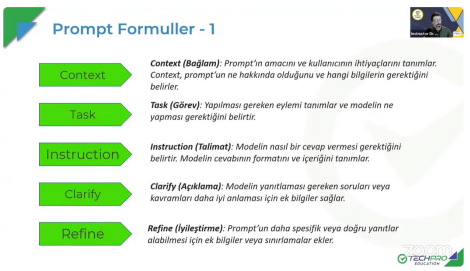 Prompt Formuller - 1
Instructor Dr. ...
Context
Context (Bağlam): Prompt'ın amacını ve kullanıcının ihtiyaçlarını tanımlar.
Context, prompt'un ne hakkında olduğunu ve hangi bilgilerin gerektiğini
belirler.
Task
Task (Görev): Yapılması gereken eylemi tanımlar ve modelin ne
yapması gerektiğini belirtir.
Instruction
Instruction (Talimat): Modelin nasıl bir cevap vermesi gerektiğini
belirtir. Modelin cevabının formatını ve içeriğini tanımlar.
Clarify
Clarify (Açıklama): Modelin yanıtlaması gereken soruları veya
kavramları daha iyi anlaması için ek bilgiler sağlar.
Refine
Refine (İyileştirme): Prompt'un daha spesifik veya doğru yanıtlar
alabilmesi için ek bilgiler veya sınırlamalar ekler.
zoom
TECHPRO
EDUCATION